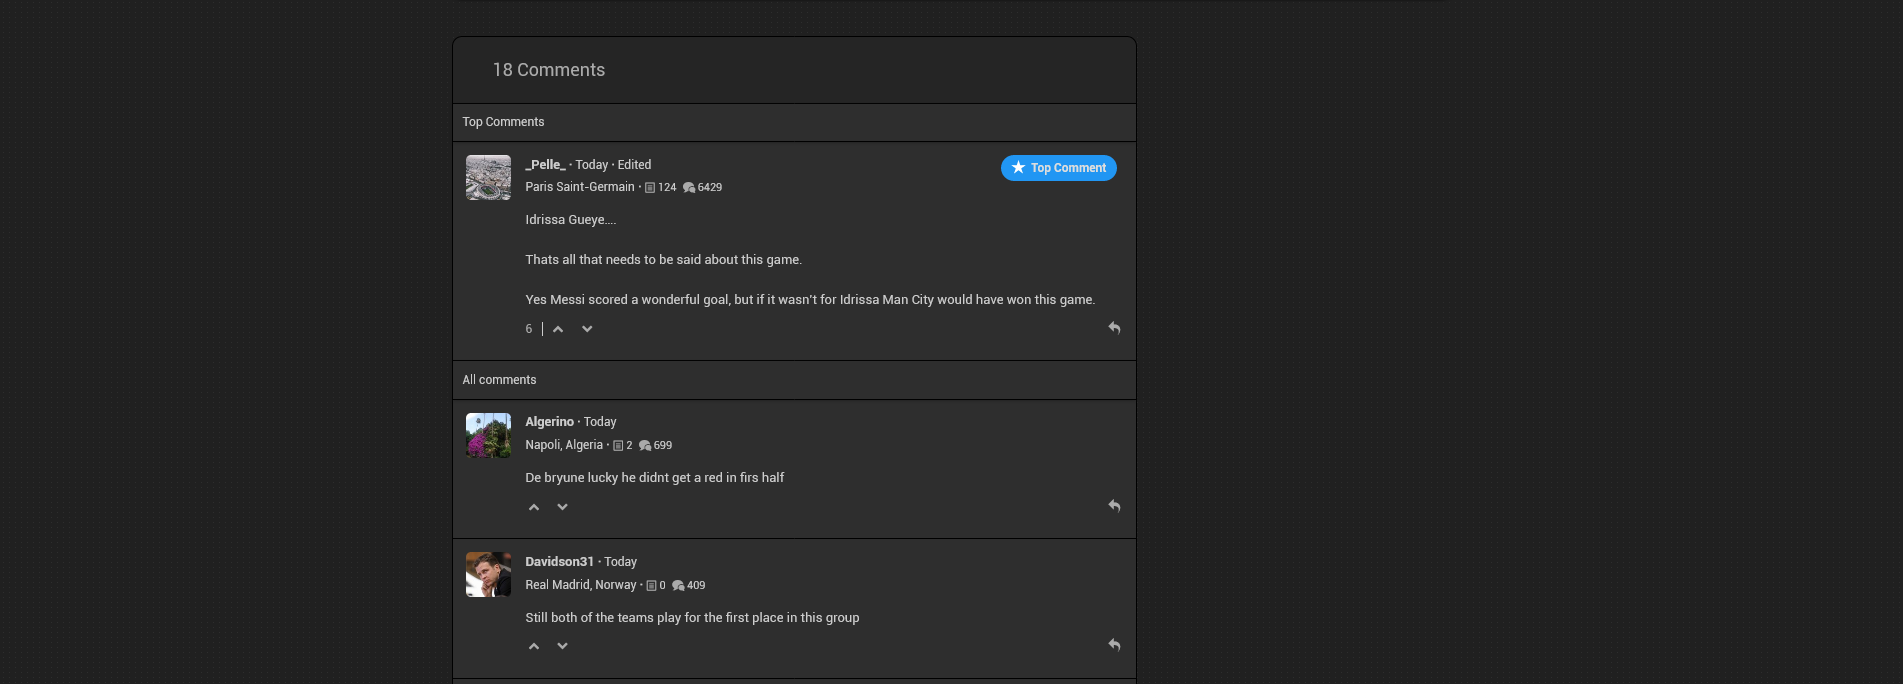 18 Comments
Top Comments
_Pelle_ · Today · Edited
Top Comment
Paris Saint-Germain · 124 6429
Idrissa Gueye....
Thats all that needs to be said about this game.
Yes Messi scored a wonderful goal, but if it wasn't for Idrissa Man City would have won this game.
6
All comments
Algerino · Today
Napoli, Algeria · 2 699
De bryune lucky he didnt get a red in firs half
Davidson31 · Today
Real Madrid, Norway · 0 409
Still both of the teams play for the first place in this group